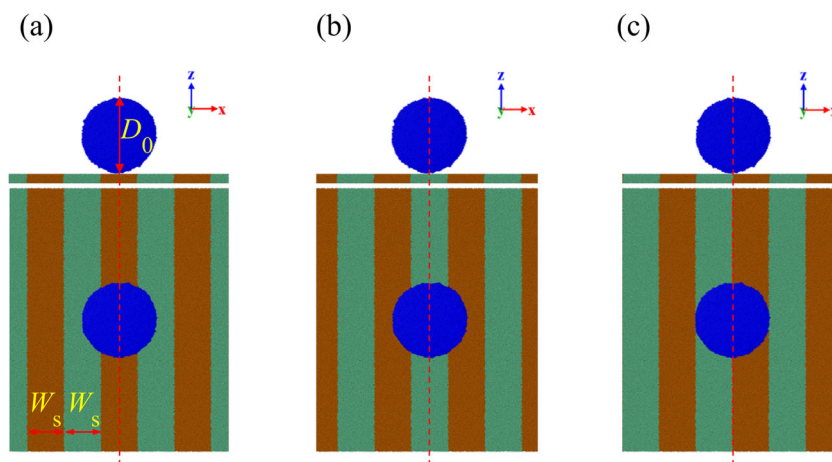 (a) (b) (c)
z z z
D₀
y x y x y x
Wₛ Wₛ